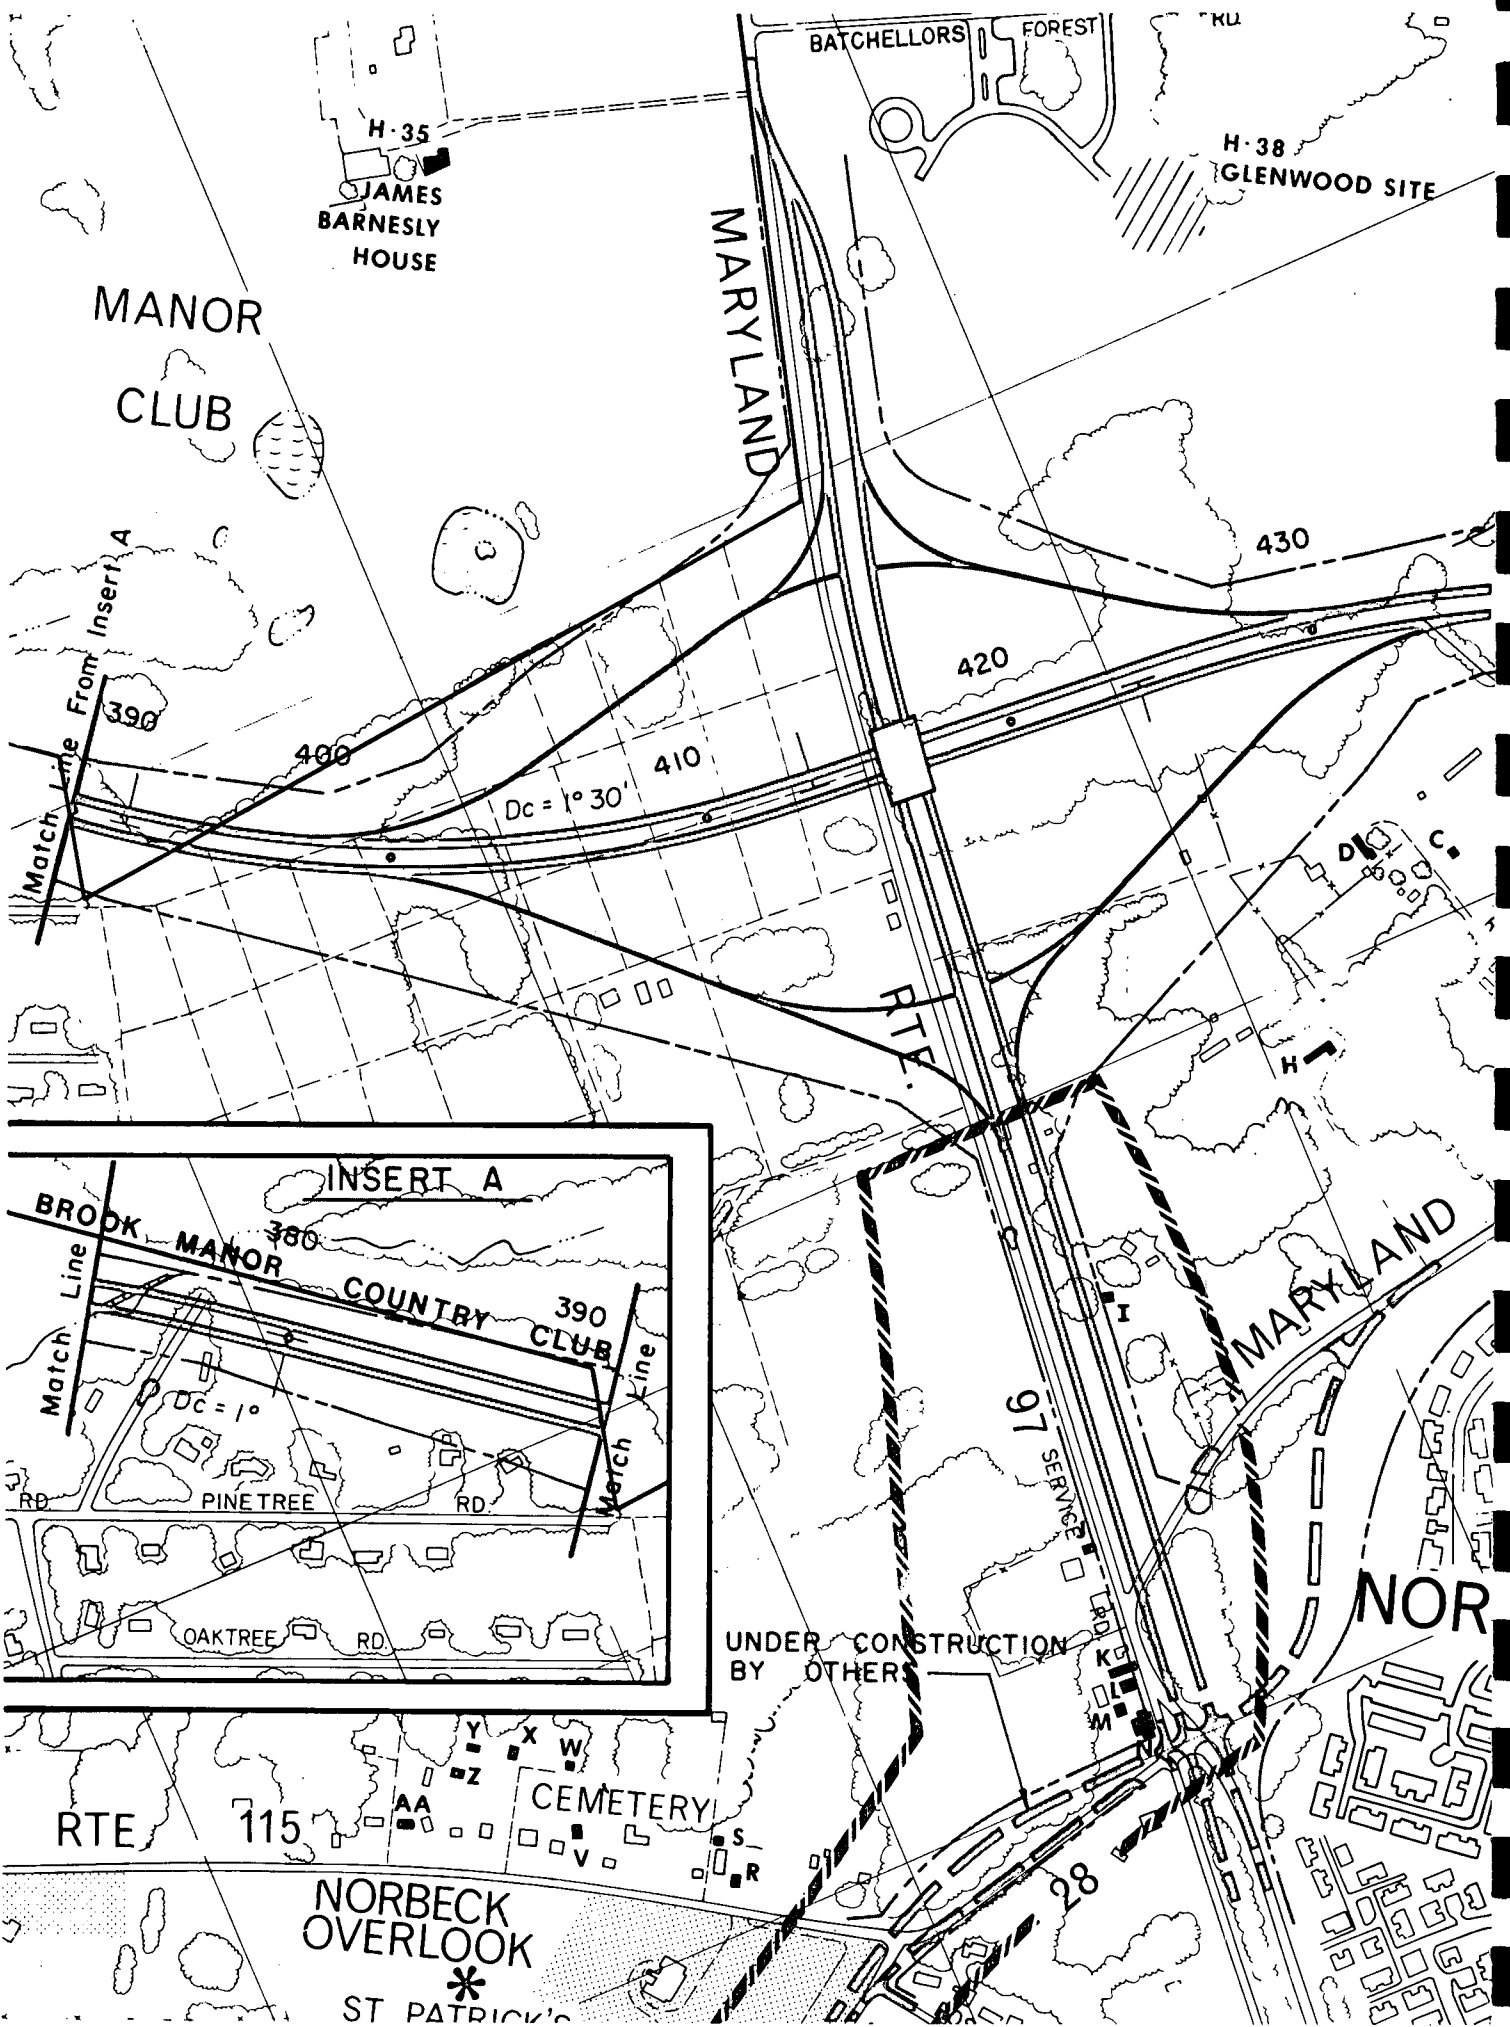 BATCHELLORS FOREST RD.
H-35
JAMES
BARNESLY
HOUSE
H-38
GLENWOOD SITE
MANOR
CLUB
MARYLAND
Match Line From Insert A
390
400
410
420
430
Dc = 1° 30'
D
C
RTE.
H
INSERT A
BROOK MANOR COUNTRY CLUB
380
390
Match Line
Match Line
Dc = 1°
RD.
PINETREE RD.
OAKTREE RD.
I
MARYLAND
97
SERVICE RD.
NOR
UNDER CONSTRUCTION
BY OTHERS
K
L
M
Y
X
W
Z
AA
CEMETERY
V
S
R
RTE 115
28
NORBECK
OVERLOOK
*
ST PATRICK'S